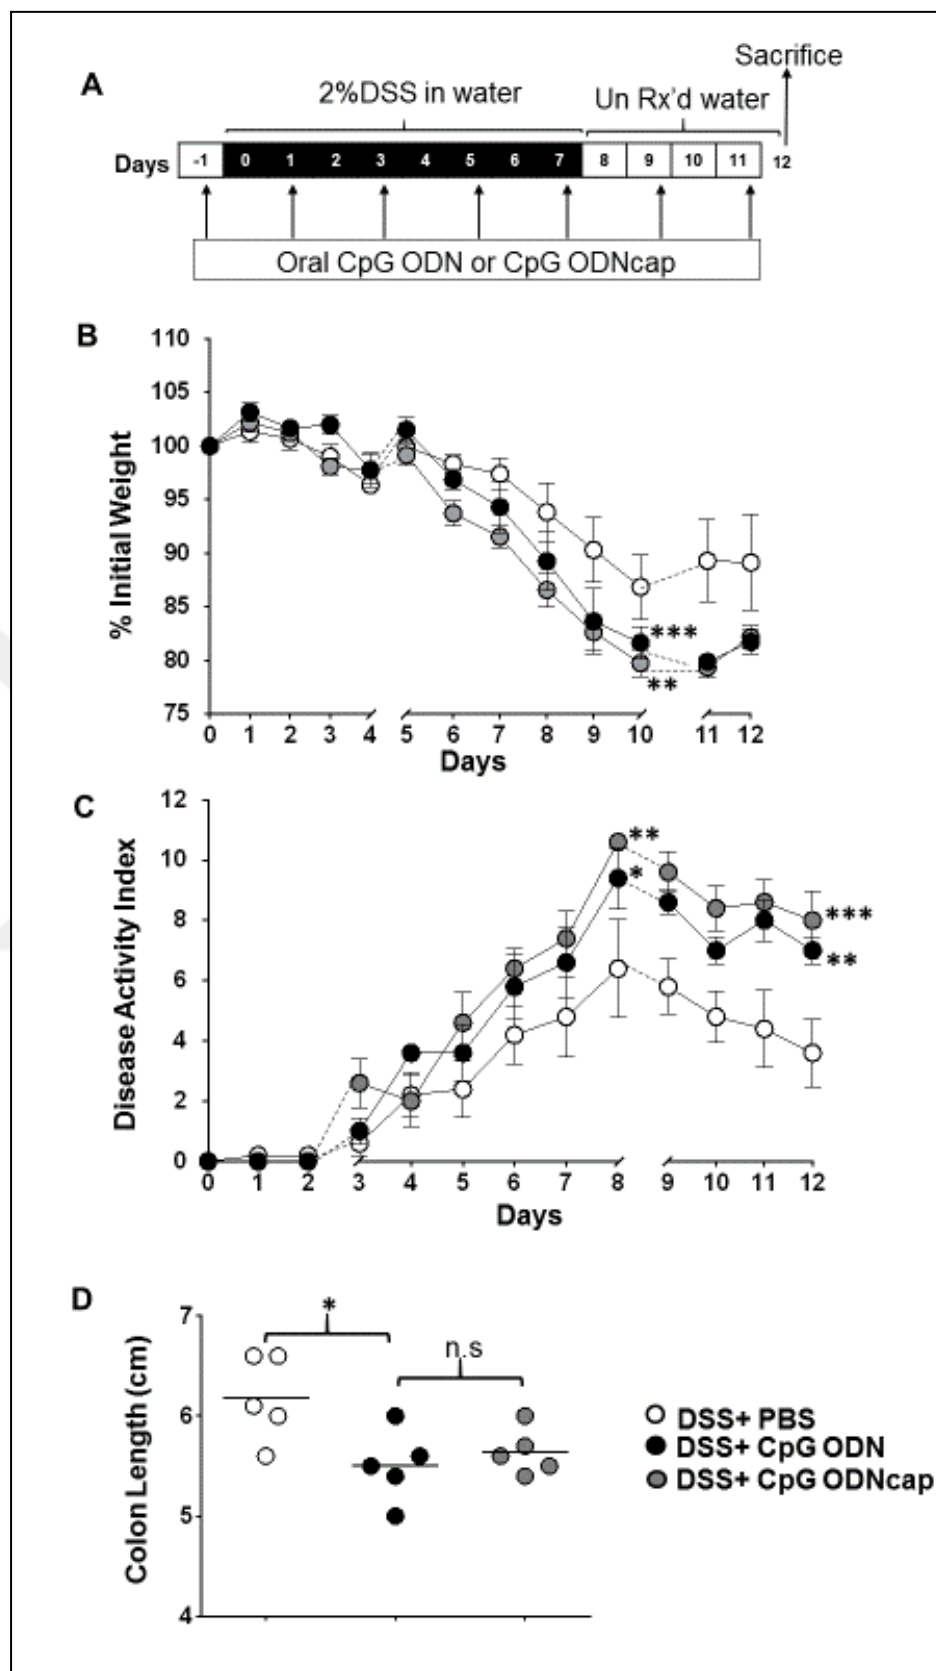 Sacrifice
A
2%DSS in water
Un Rx'd water
Days -1 0 1 2 3 4 5 6 7 8 9 10 11 12
Oral CpG ODN or CpG ODNcap
B
110
105
100
95
90
85
80
75
% Initial Weight
***
**
0 1 2 3 4 5 6 7 8 9 10 11 12
Days
C
12
10
8
6
4
2
0
Disease Activity Index
**
*
***
**
0 1 2 3 4 5 6 7 8 9 10 11 12
Days
D
7
6
5
4
Colon Length (cm)
*
n.s
DSS+ PBS
DSS+ CpG ODN
DSS+ CpG ODNcap